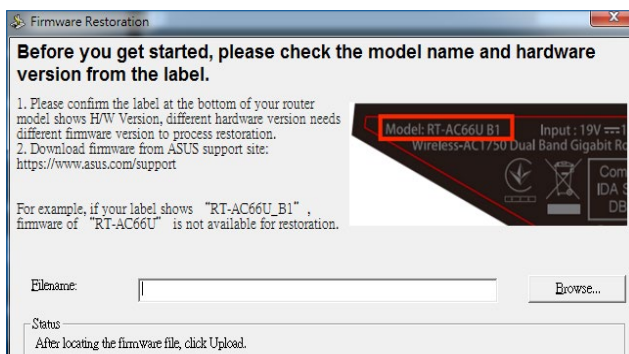 Firmware Restoration
Before you get started, please check the model name and hardware
version from the label.
1. Please confirm the label at the bottom of your router
model shows H/W Version, different hardware version needs
different firmware version to process restoration.
2. Download firmware from ASUS support site:
https://www.asus.com/support
For example, if your label shows “RT-AC66U_B1”,
firmware of “RT-AC66U” is not available for restoration.
Model: RT-AC66U B1 Input : 19V
Wireless-AC1750 Dual Band Gigabit
Com
IDA S
DB
Filename:
Browse...
Status
After locating the firmware file, click Upload.